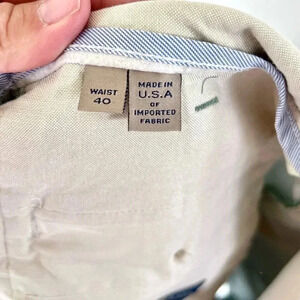 WAIST
40
MADE IN
U.S.A
OF
IMPORTED
FABRIC